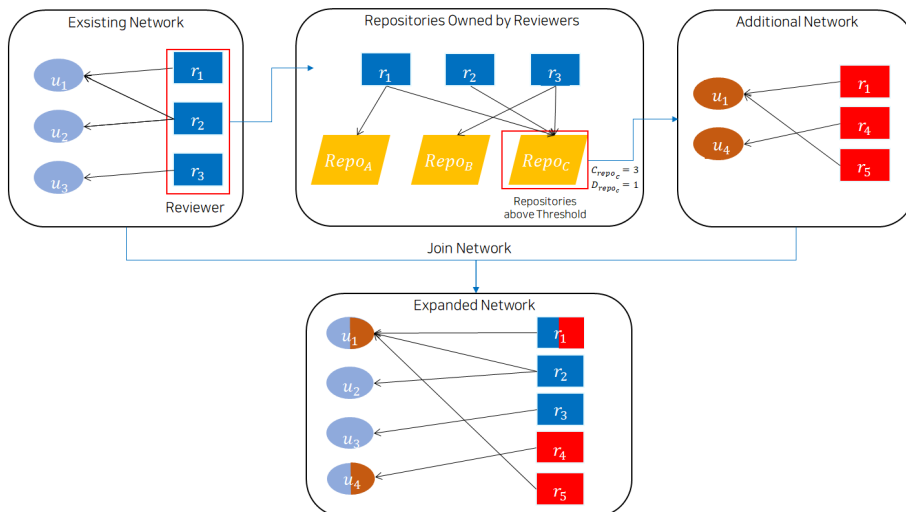 Exsisting Network
u1
u2
u3
r1
r2
r3
Reviewer
Repositories Owned by Reviewers
r1
r2
r3
RepoA
RepoB
RepoC
Crepoc = 3
Drepoc = 1
Repositories
above Threshold
Additional Network
u1
u4
r1
r4
r5
Join Network
Expanded Network
u1
u2
u3
u4
r1
r2
r3
r4
r5